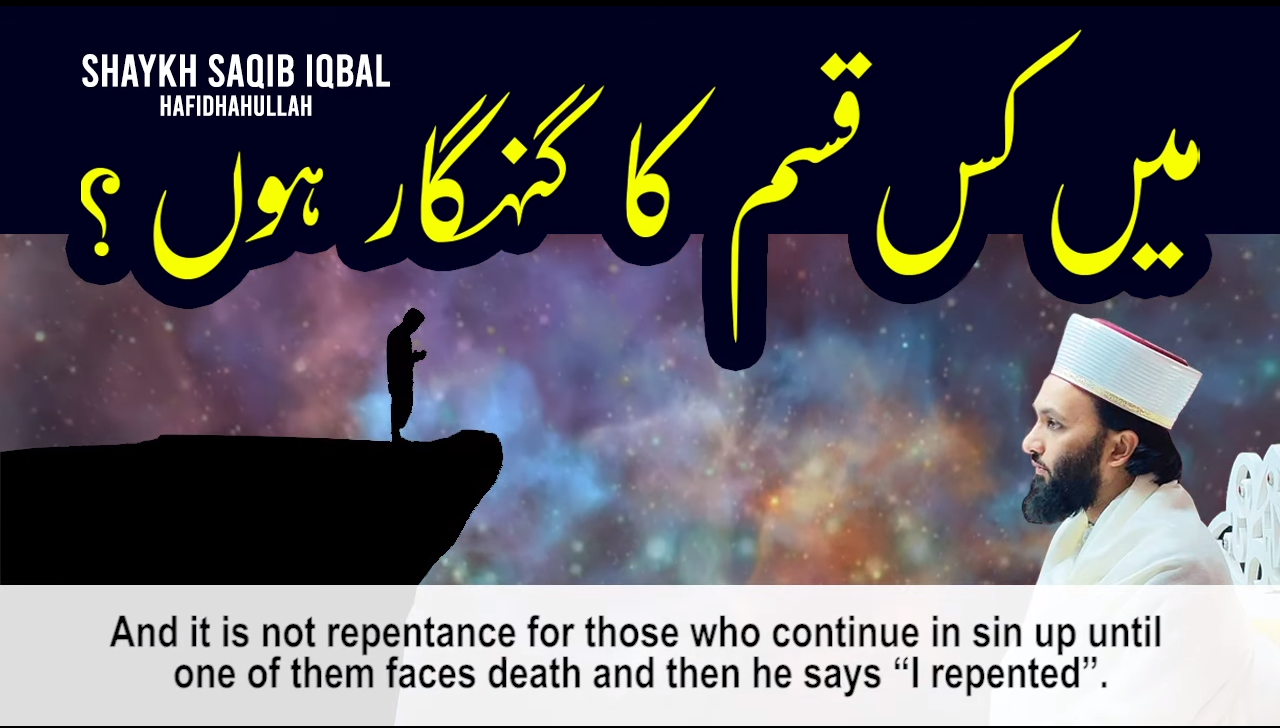 SHAYKH SAQIB IQBAL
HAFIDHAHULLAH
میں کس قسم کا گنہگار ہوں ؟
And it is not repentance for those who continue in sin up until
one of them faces death and then he says “I repented”.